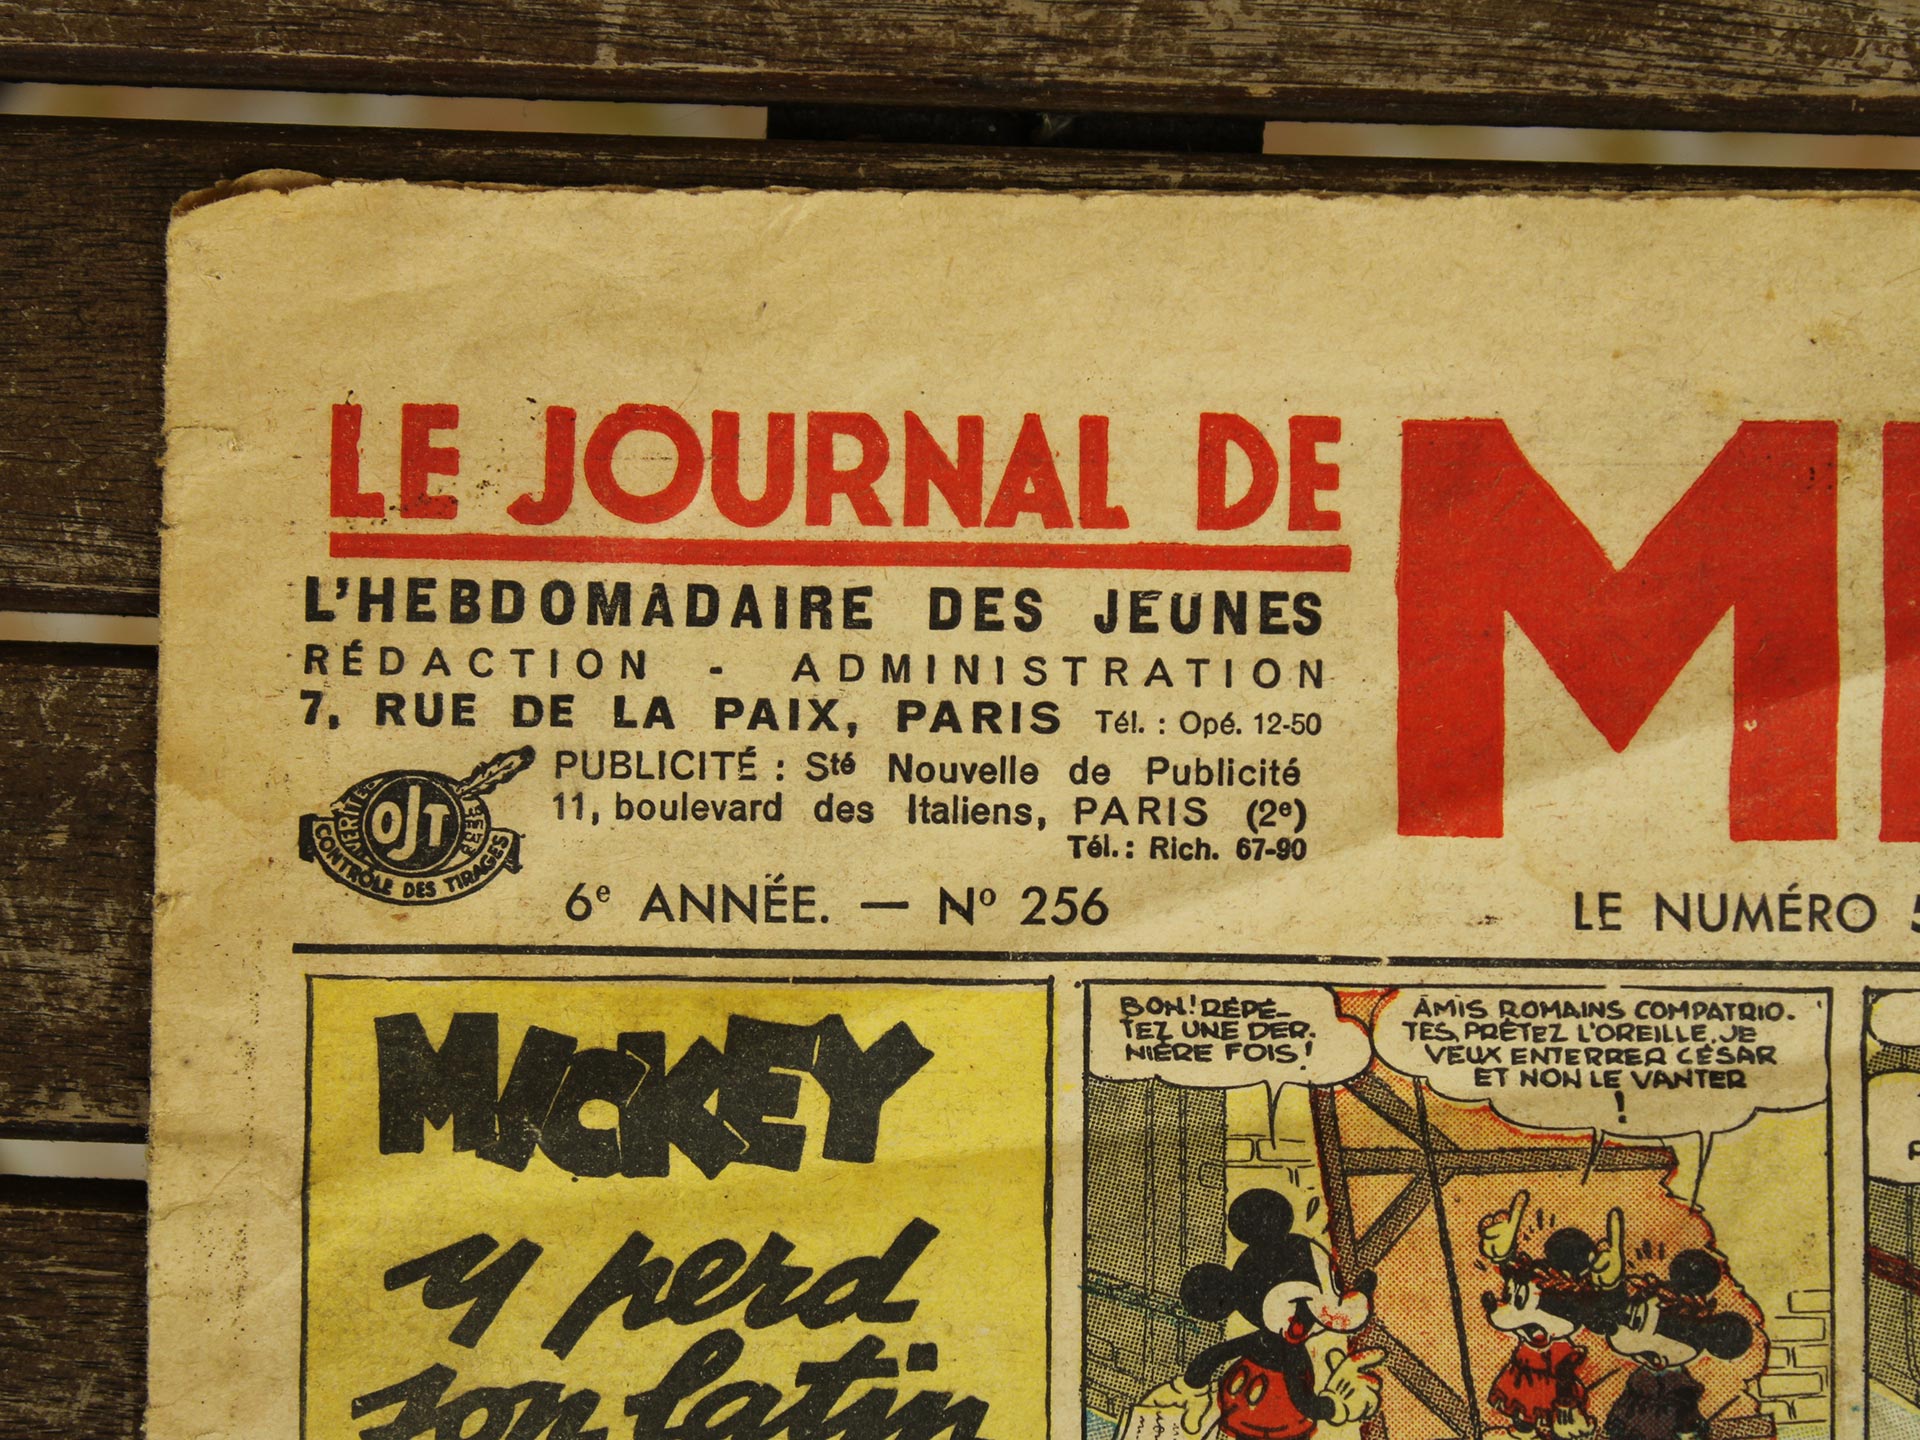 LE JOURNAL DE
L'HEBDOMADAIRE DES JEUNES
RÉDACTION - ADMINISTRATION
7, RUE DE LA PAIX, PARIS Tél. : Opé. 12-50
PUBLICITÉ : Sté Nouvelle de Publicité
11, boulevard des Italiens, PARIS (2e)
Tél. : Rich. 67-90
OJT
CONTRÔLE DES TIRAGES
6e ANNÉE. — No 256
LE NUMÉRO
MICKEY
y perd
son latin
BON! RÉPÉ-
TEZ UNE DER.
NIÈRE FOIS!
AMIS ROMAINS COMPATRIO.
TES, PRÊTEZ L'OREILLE. JE
VEUX ENTERRER CÉSAR
ET NON LE VANTER
!